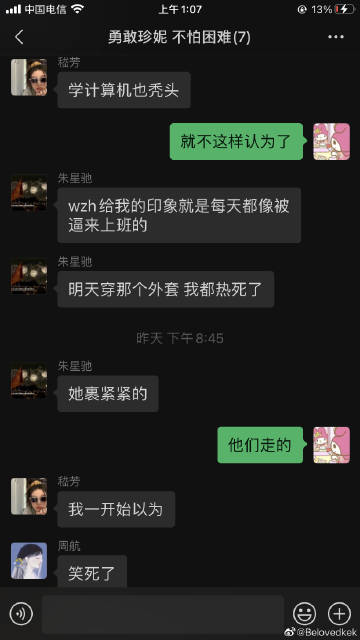 中国电信
上午1:07
13%
勇敢珍妮 不怕困难(7)
嵇芳
学计算机也秃头
就不这样认为了
朱星驰
wzh给我的印象就是每天都像被
逼来上班的
朱星驰
明天穿那个外套 我都热死了
昨天 下午8:45
朱星驰
她裹紧紧的
他们走的
嵇芳
我一开始以为
周航
笑死了
@Belovedkek